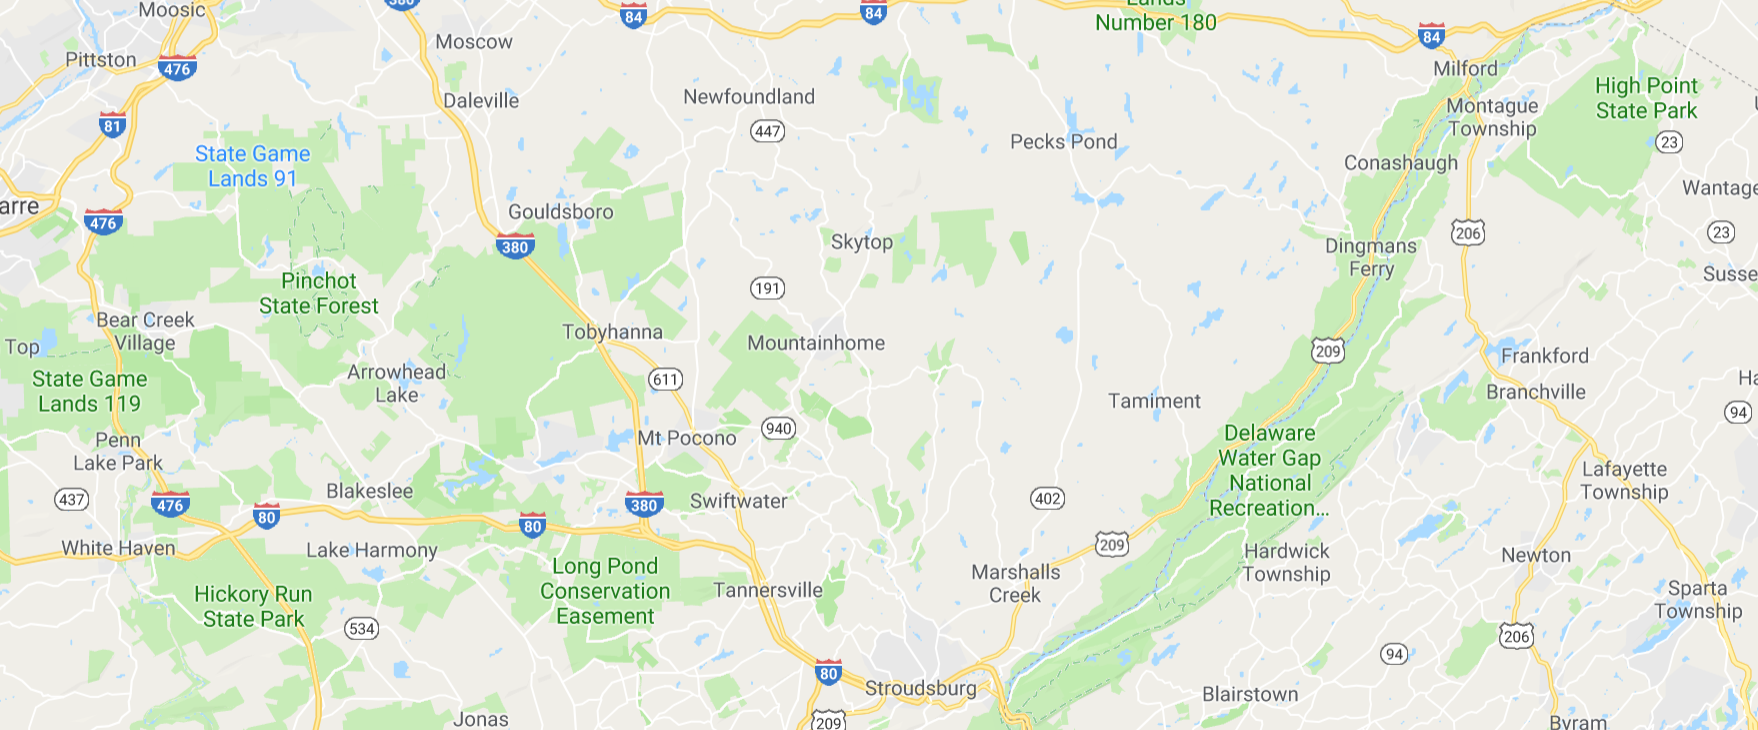 Moosic
380
84
84
Lands
Number 180
84
Moscow
Pittston
476
Milford
High Point
State Park
Daleville
Newfoundland
Montague
Township
81
447
Pecks Pond
23
State Game
Lands 91
Conashaugh
Wantage
arre
476
Gouldsboro
380
Skytop
206
23
Dingmans
Ferry
Susse
Pinchot
State Forest
191
Bear Creek
Village
Tobyhanna
Mountainhome
Top
209
Frankford
State Game
Lands 119
Arrowhead
Lake
611
Branchville
Ha
Tamiment
94
Penn
Lake Park
Mt Pocono
940
Delaware
Water Gap
National
Recreation...
Lafayette
Township
437
476
80
Blakeslee
380
Swiftwater
402
80
White Haven
Lake Harmony
209
Hardwick
Township
Newton
Long Pond
Conservation
Easement
Tannersville
Marshalls
Creek
Hickory Run
State Park
Sparta
Township
534
206
94
80
Stroudsburg
Blairstown
209
Jonas
Byram